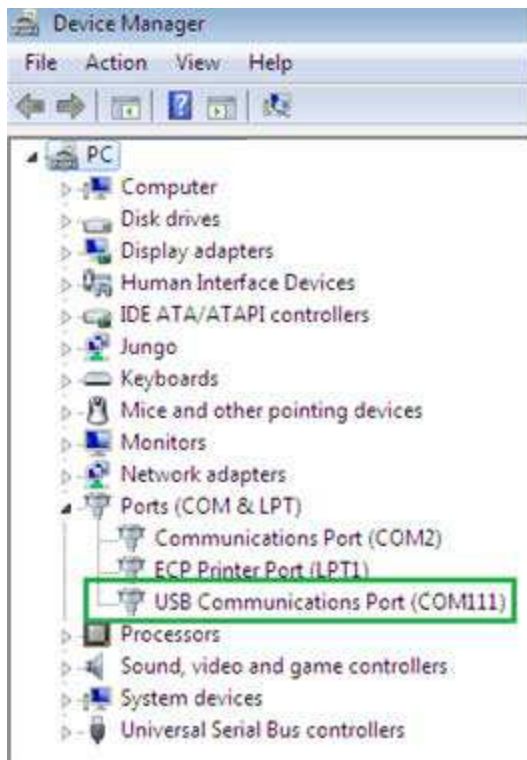 Device Manager
File Action View Help
PC
Computer
Disk drives
Display adapters
Human Interface Devices
IDE ATA/ATAPI controllers
Jungo
Keyboards
Mice and other pointing devices
Monitors
Network adapters
Ports (COM & LPT)
Communications Port (COM2)
ECP Printer Port (LPT1)
USB Communications Port (COM111)
Processors
Sound, video and game controllers
System devices
Universal Serial Bus controllers